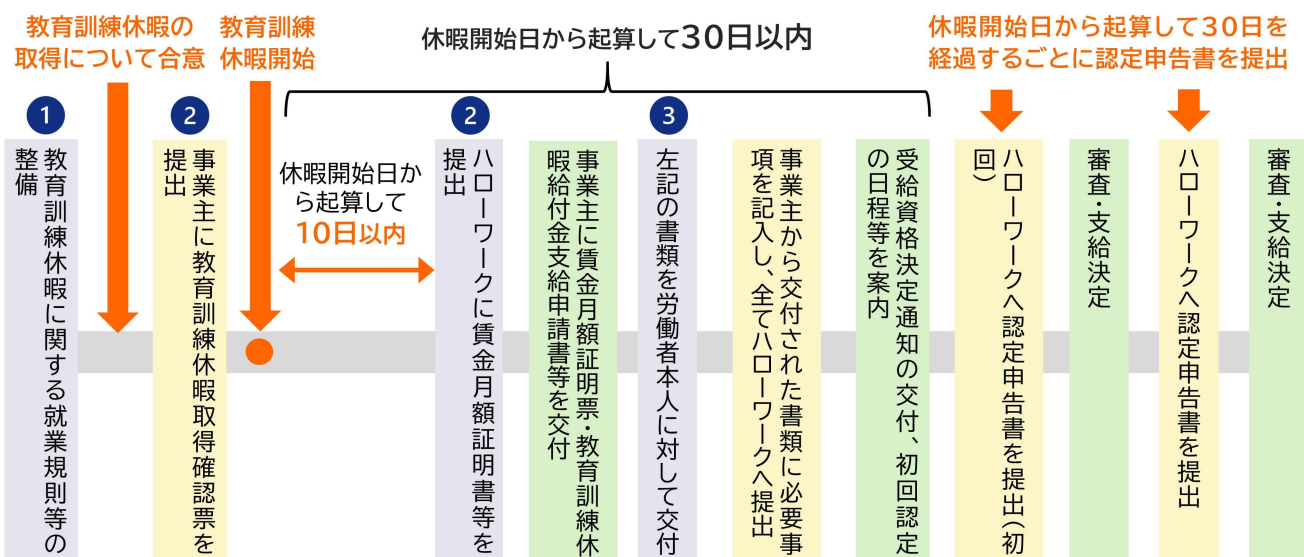 教育訓練休暇の
取得について合意
教育訓練
休暇開始
休暇開始日から起算して30日以内
休暇開始日から起算して30日を
経過するごとに認定申告書を提出
1
教育訓練休暇に関する就業規則等の
整備
2
事業主に教育訓練休暇取得確認票を
提出
休暇開始日か
ら起算して
10日以内
2
ハローワークに賃金月額証明書等を
提出
事業主に賃金月額証明票・教育訓練休
暇給付金支給申請書等を交付
3
左記の書類を労働者本人に対して交付
事業主から交付された書類に必要事
項を記入し、全てハローワークへ提出
受給資格決定通知の交付、初回認定
の日程等を案内
ハローワークへ認定申告書を提出(初
回)
審査・支給決定
ハローワークへ認定申告書を提出
審査・支給決定